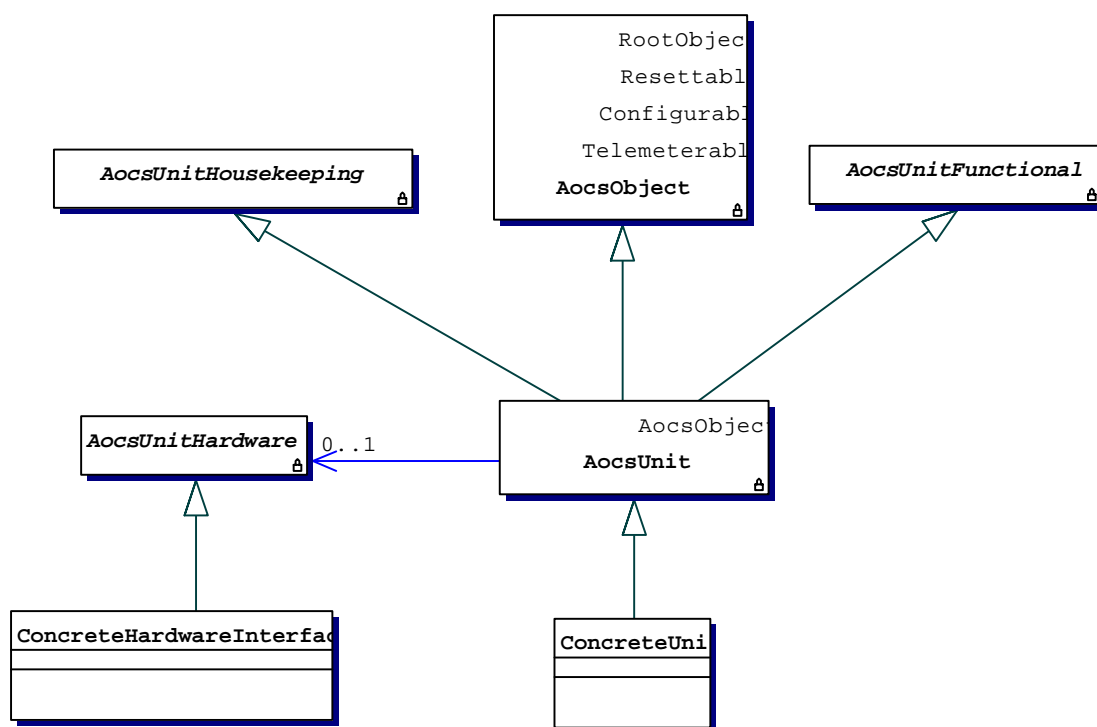 RootObjec
Resettabl
Configurabl
Telemeterabl
AocsObject
AocsUnitHousekeeping
AocsUnitFunctional
AocsUnitHardware
0..1
AocsObjec
AocsUnit
ConcreteHardwareInterfac
ConcreteUni